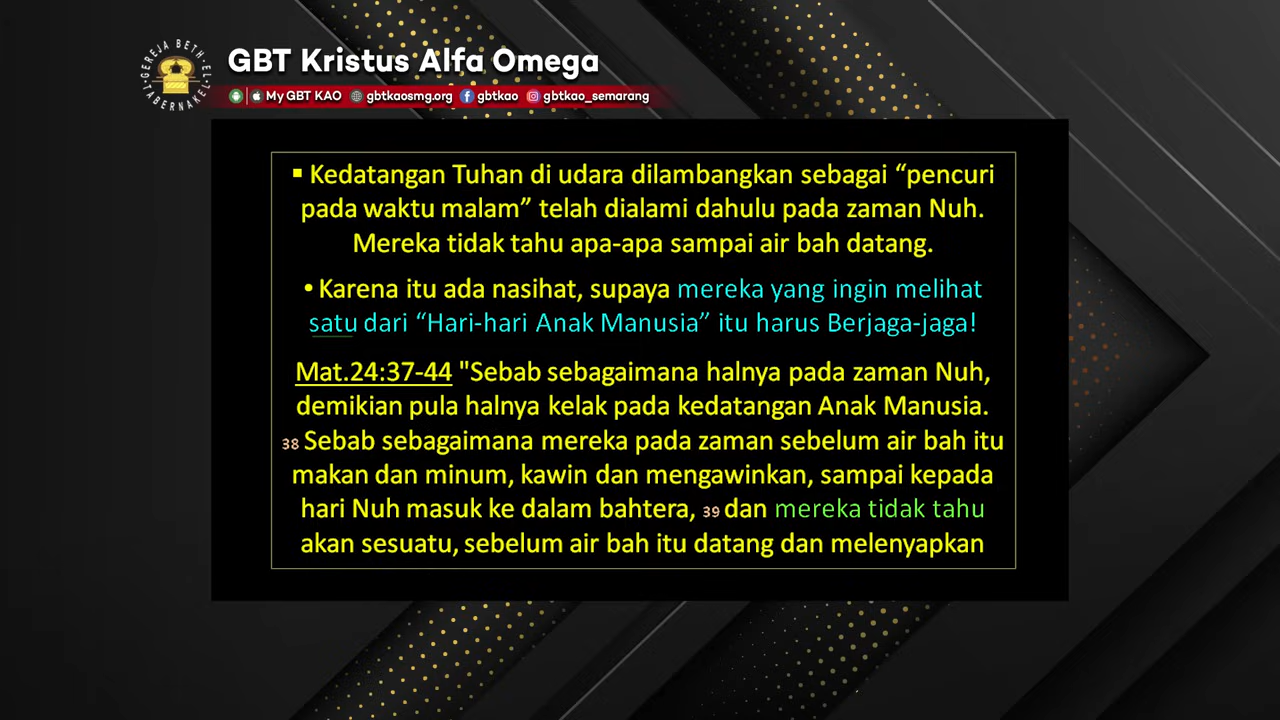 GEREJA BETH-EL TABERNAKEL
GBT Kristus Alfa Omega
My GBT KAO gbtkaosmg.org gbtkao gbtkao_semarang
▪ Kedatangan Tuhan di udara dilambangkan sebagai “pencuri
pada waktu malam” telah dialami dahulu pada zaman Nuh.
Mereka tidak tahu apa-apa sampai air bah datang.
• Karena itu ada nasihat, supaya mereka yang ingin melihat
satu dari “Hari-hari Anak Manusia” itu harus Berjaga-jaga!
Mat.24:37-44 "Sebab sebagaimana halnya pada zaman Nuh,
demikian pula halnya kelak pada kedatangan Anak Manusia.
38 Sebab sebagaimana mereka pada zaman sebelum air bah itu
makan dan minum, kawin dan mengawinkan, sampai kepada
hari Nuh masuk ke dalam bahtera, 39 dan mereka tidak tahu
akan sesuatu, sebelum air bah itu datang dan melenyapkan